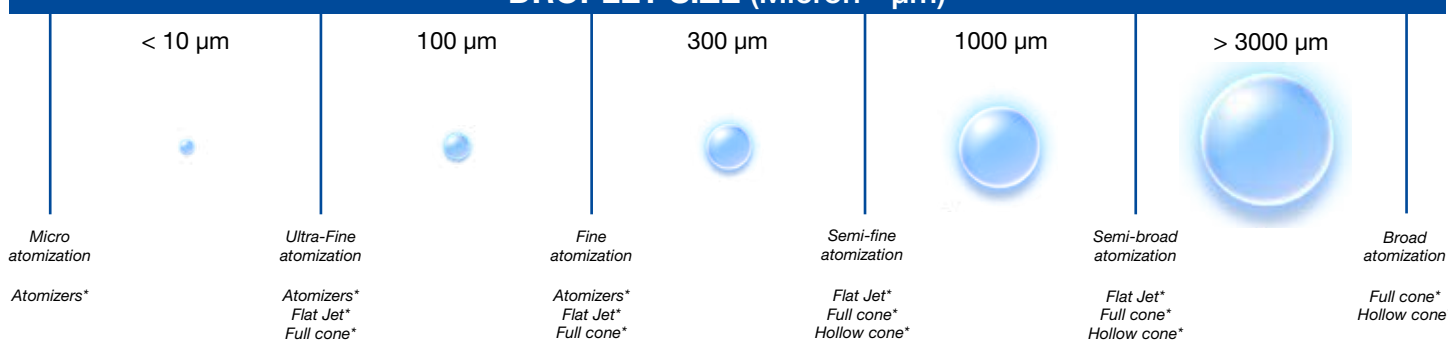 DROPLET SIZE (Micron - µm)
< 10 µm 100 µm 300 µm 1000 µm > 3000 µm
Micro Ultra-Fine Fine Semi-fine Semi-broad Broad
atomization atomization atomization atomization atomization atomization
Atomizers* Atomizers* Atomizers* Flat Jet* Flat Jet* Full cone*
Flat Jet* Flat Jet* Full cone* Full cone* Hollow cone
Full cone* Full cone* Hollow cone* Hollow cone*